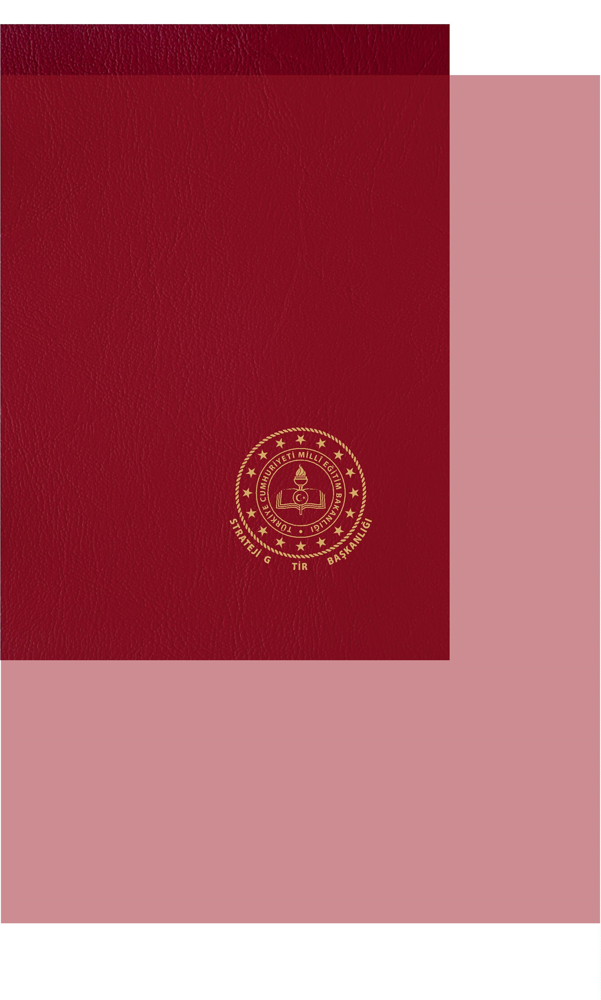 TÜRKİYE CUMHURİYETİ MİLLÎ EĞİTİM BAKANLIĞI
STRATEJİ G TİR BAŞKANLIĞI